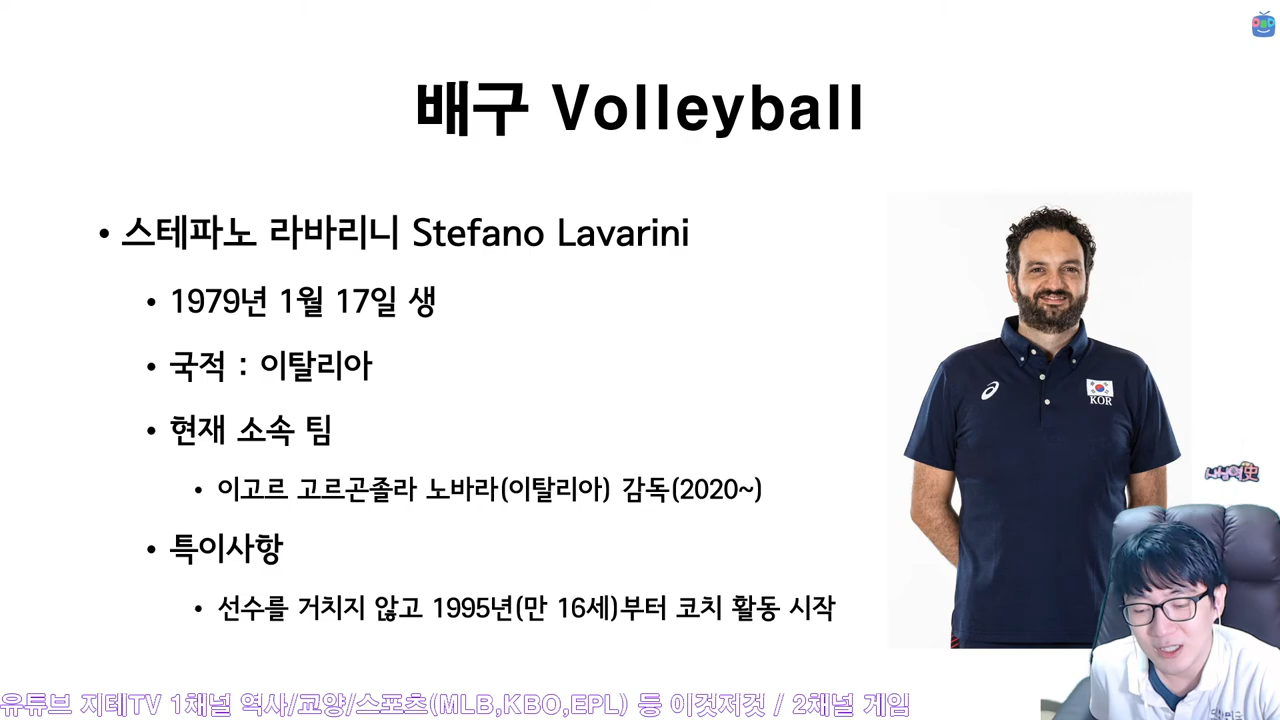 배구 Volleyball
• 스테파노 라바리니 Stefano Lavarini
• 1979년 1월 17일 생
• 국적 : 이탈리아
• 현재 소속 팀
• 이고르 고르곤졸라 노바라(이탈리아) 감독(2020~)
• 특이사항
• 선수를 거치지 않고 1995년(만 16세)부터 코치 활동 시작
KOR
유튜브 지테TV 1채널 역사/교양/스포츠(MLB,KBO,EPL) 등 이것저것 / 2채널 게임